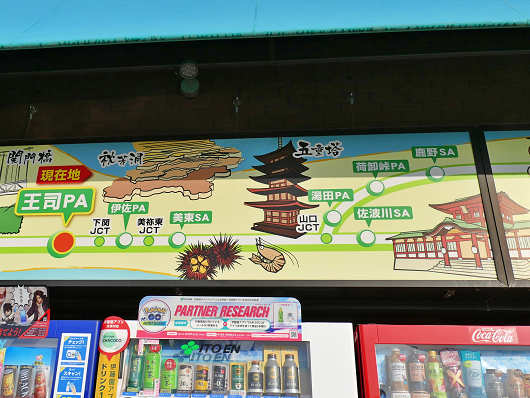 関門橋
現在地
秋芳洞
五重塔
鹿野SA
荷卸峠PA
王司PA
伊佐PA
湯田PA
下関
JCT
美祢東
JCT
美東SA
山口
JCT
佐波川SA
PARTNER RESEARCH
ITO EN
Coca-Cola